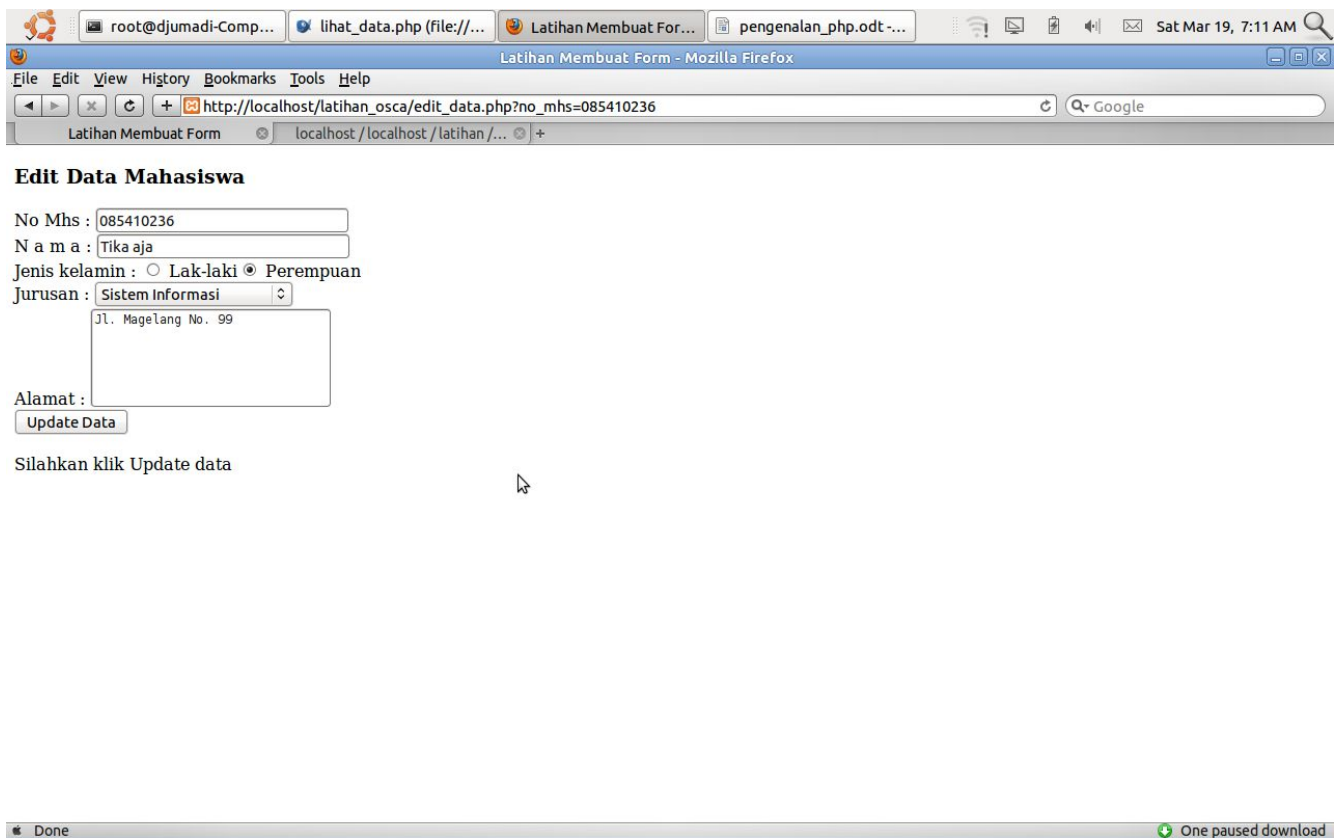 root@djumadi-Comp... lihat_data.php (file://... Latihan Membuat For... pengenalan_php.odt -... Sat Mar 19, 7:11 AM
Latihan Membuat Form - Mozilla Firefox
File Edit View History Bookmarks Tools Help
http://localhost/latihan_osca/edit_data.php?no_mhs=085410236 Google
Latihan Membuat Form localhost / localhost / latihan /...
Edit Data Mahasiswa
No Mhs : 085410236
N a m a : Tika aja
Jenis kelamin : Lak-laki Perempuan
Jurusan : Sistem Informasi
Jl. Magelang No. 99
Alamat :
Update Data
Silahkan klik Update data
Done One paused download